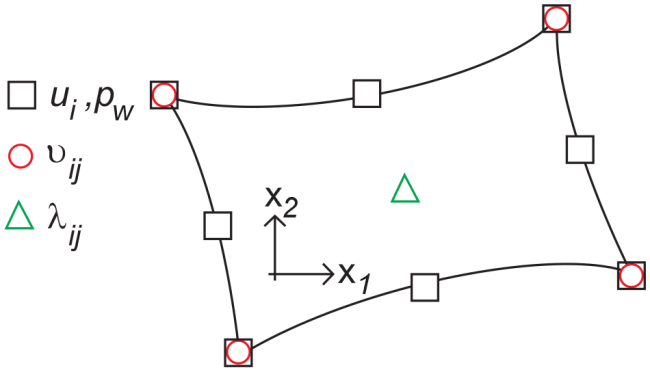 u_i ,p_w
υ_ij
λ_ij
x_2
x_1